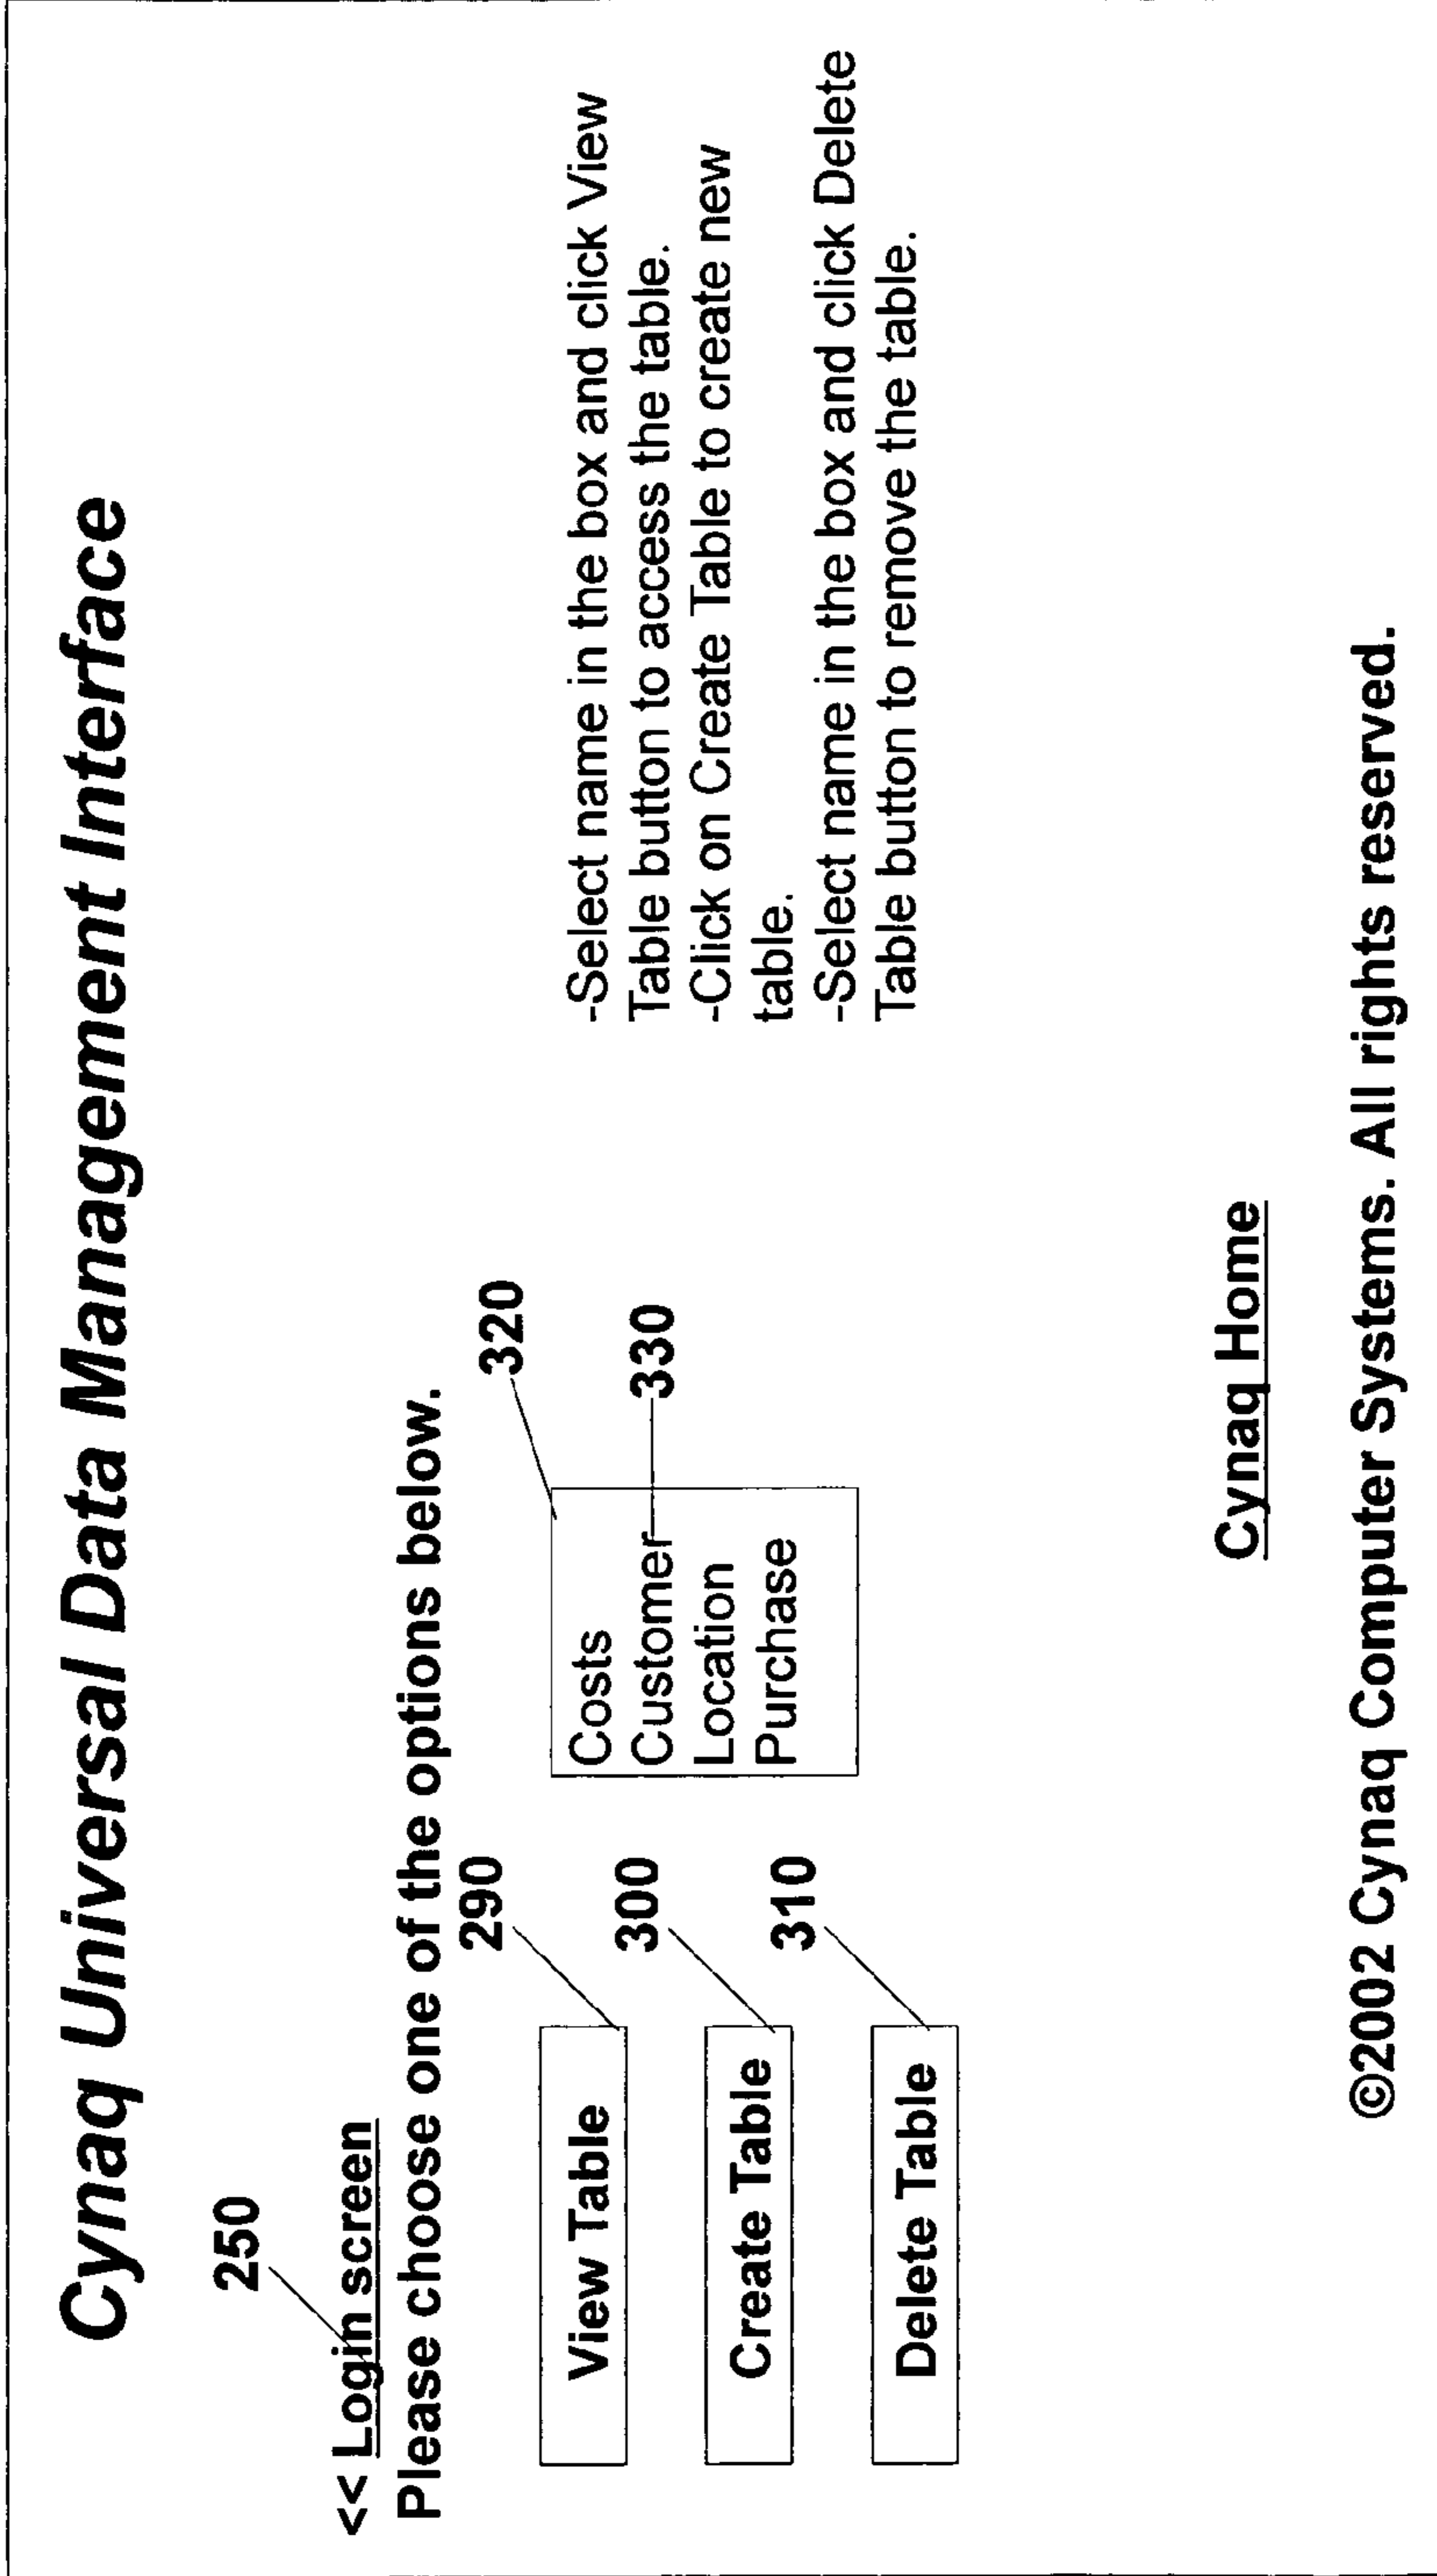 Cynaq Universal Data Management Interface
250
<< Login screen
Please choose one of the options below.
290
320
View Table
300
Create Table
310
Delete Table
Costs
Customer
330
Location
Purchase
-Select name in the box and click View
Table button to access the table.
-Click on Create Table to create new
table.
-Select name in the box and click Delete
Table button to remove the table.
Cynaq Home
©2002 Cynaq Computer Systems. All rights reserved.